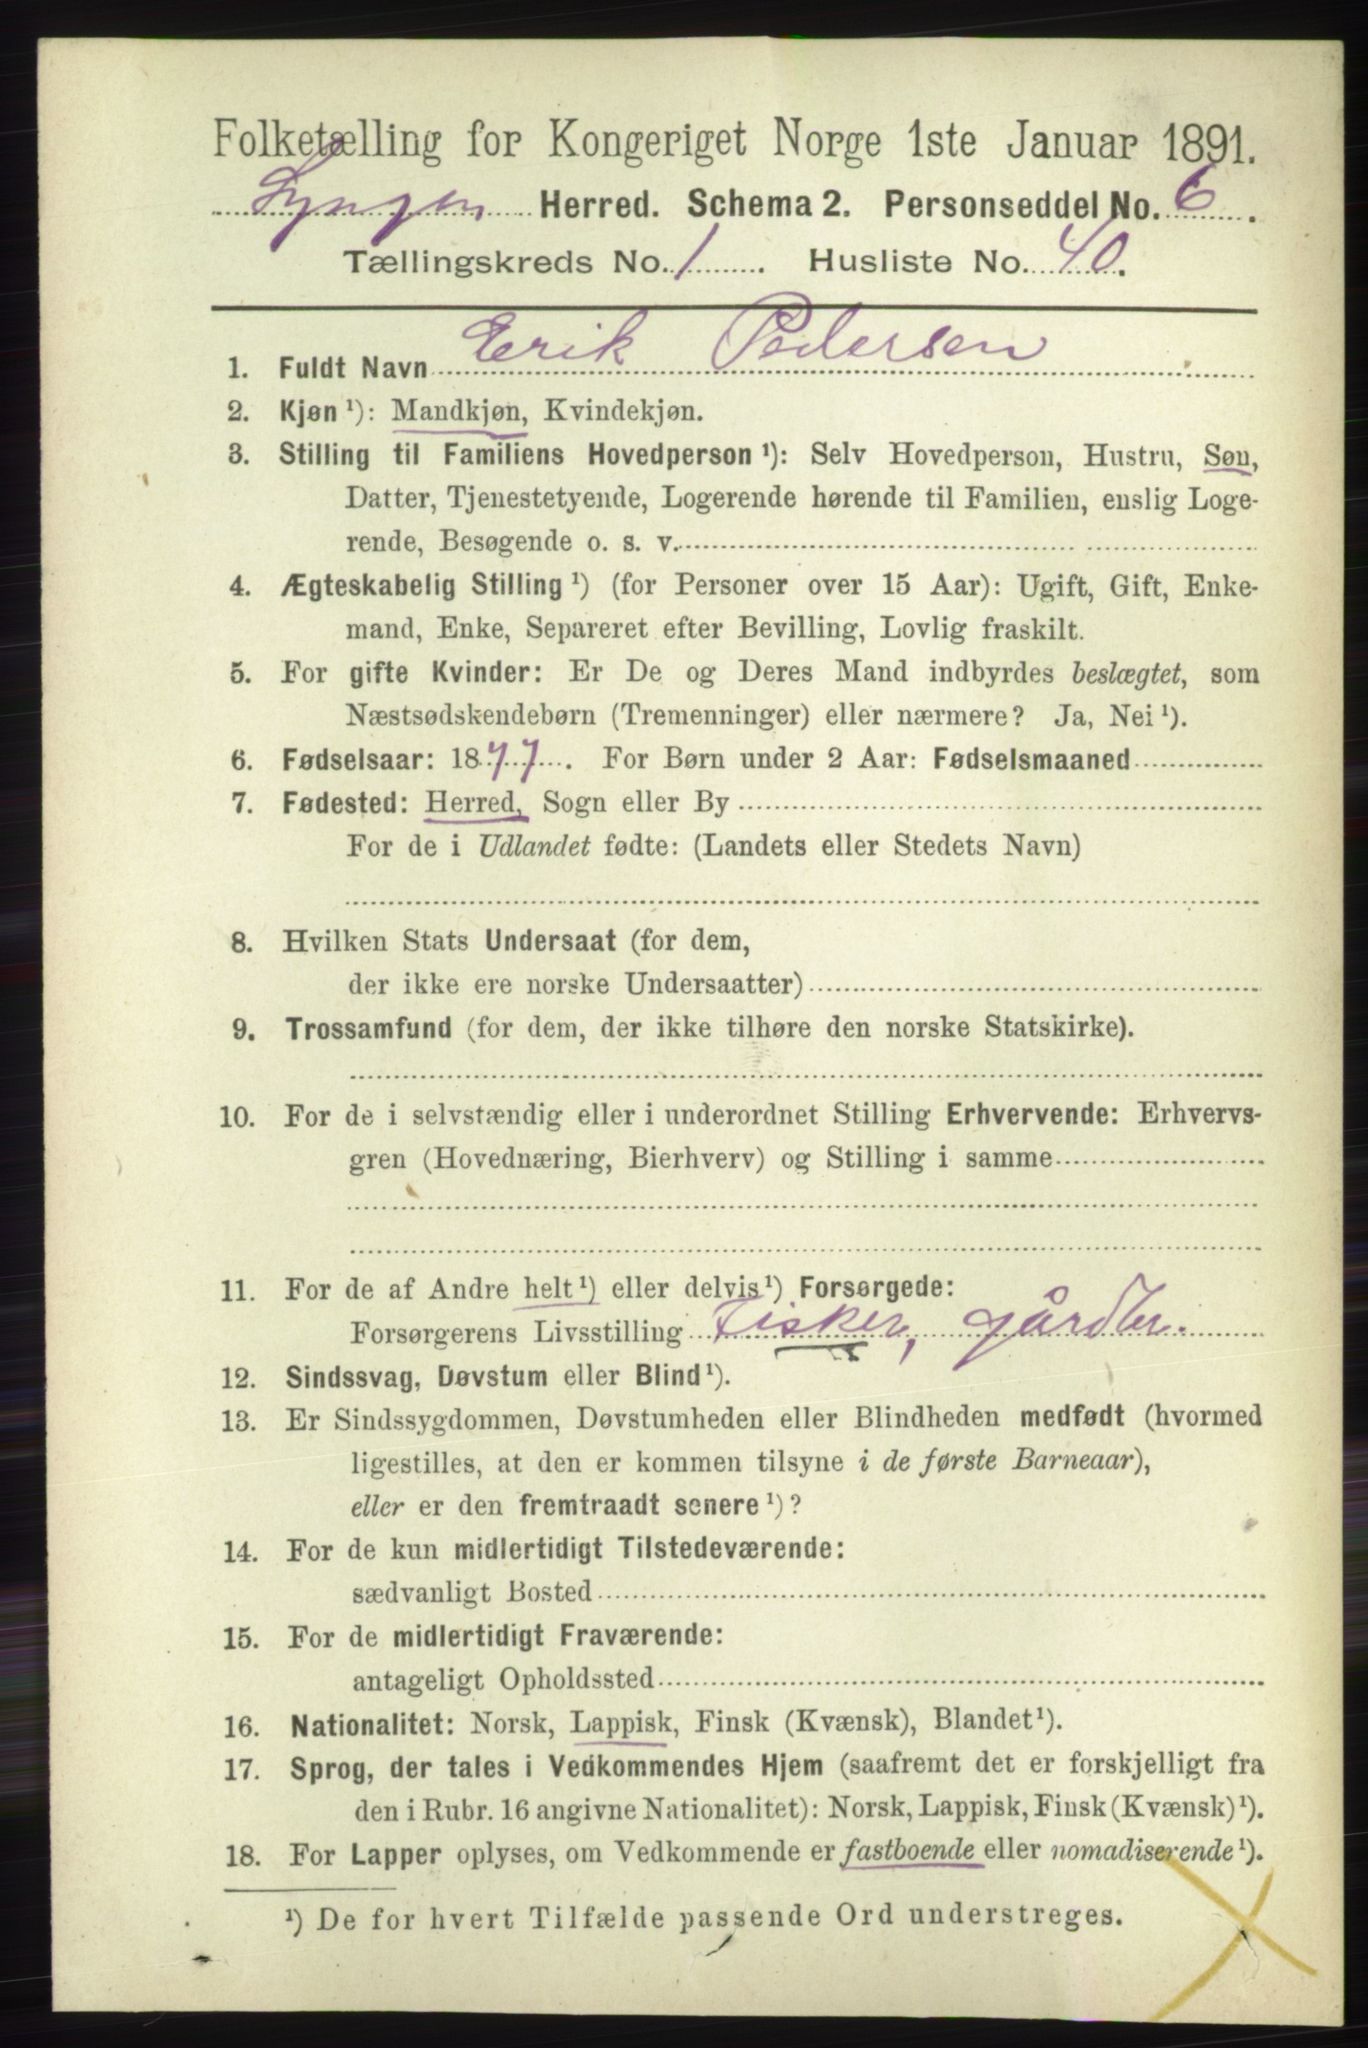 Folketælling for Kongeriget Norge 1ste Januar 1891.
Lyngen Herred. Schema 2. Personseddel No. 6.
Tællingskreds No. 1. Husliste No. 40.
1. Fuldt Navn Erik Pedersen
2. Kjøn ¹): Mandkjøn, Kvindekjøn.
3. Stilling til Familiens Hovedperson ¹): Selv Hovedperson, Hustru, Søn,
Datter, Tjenestetyende, Logerende hørende til Familien, enslig Loge-
rende, Besøgende o. s. v.
4. Ægteskabelig Stilling ¹) (for Personer over 15 Aar): Ugift, Gift, Enke-
mand, Enke, Separeret efter Bevilling, Lovlig fraskilt.
5. For gifte Kvinder: Er De og Deres Mand indbyrdes beslægtet, som
Næstsødskendebørn (Tremenninger) eller nærmere? Ja, Nei ¹).
6. Fødselsaar: 1877. For Børn under 2 Aar: Fødselsmaaned
7. Fødested: Herred, Sogn eller By
For de i Udlandet fødte: (Landets eller Stedets Navn)
8. Hvilken Stats Undersaat (for dem,
der ikke ere norske Undersaatter)
9. Trossamfund (for dem, der ikke tilhøre den norske Statskirke).
10. For de i selvstændig eller i underordnet Stilling Erhvervende: Erhvervs-
gren (Hovednæring, Bierhverv) og Stilling i samme
11. For de af Andre helt ¹) eller delvis ¹) Forsørgede:
Forsørgerens Livsstilling Fisker, gårdbr.
12. Sindssvag, Døvstum eller Blind ¹).
13. Er Sindssygdommen, Døvstumheden eller Blindheden medfødt (hvormed
ligestilles, at den er kommen tilsyne i de første Barneaar),
eller er den fremtraadt senere ¹)?
14. For de kun midlertidigt Tilstedeværende:
sædvanligt Bosted
15. For de midlertidigt Fraværende:
antageligt Opholdssted
16. Nationalitet: Norsk, Lappisk, Finsk (Kvænsk), Blandet ¹).
17. Sprog, der tales i Vedkommendes Hjem (saafremt det er forskjelligt fra
den i Rubr. 16 angivne Nationalitet): Norsk, Lappisk, Finsk (Kvænsk) ¹).
18. For Lapper oplyses, om Vedkommende er fastboende eller nomadiserende ¹).
¹) De for hvert Tilfælde passende Ord understreges.